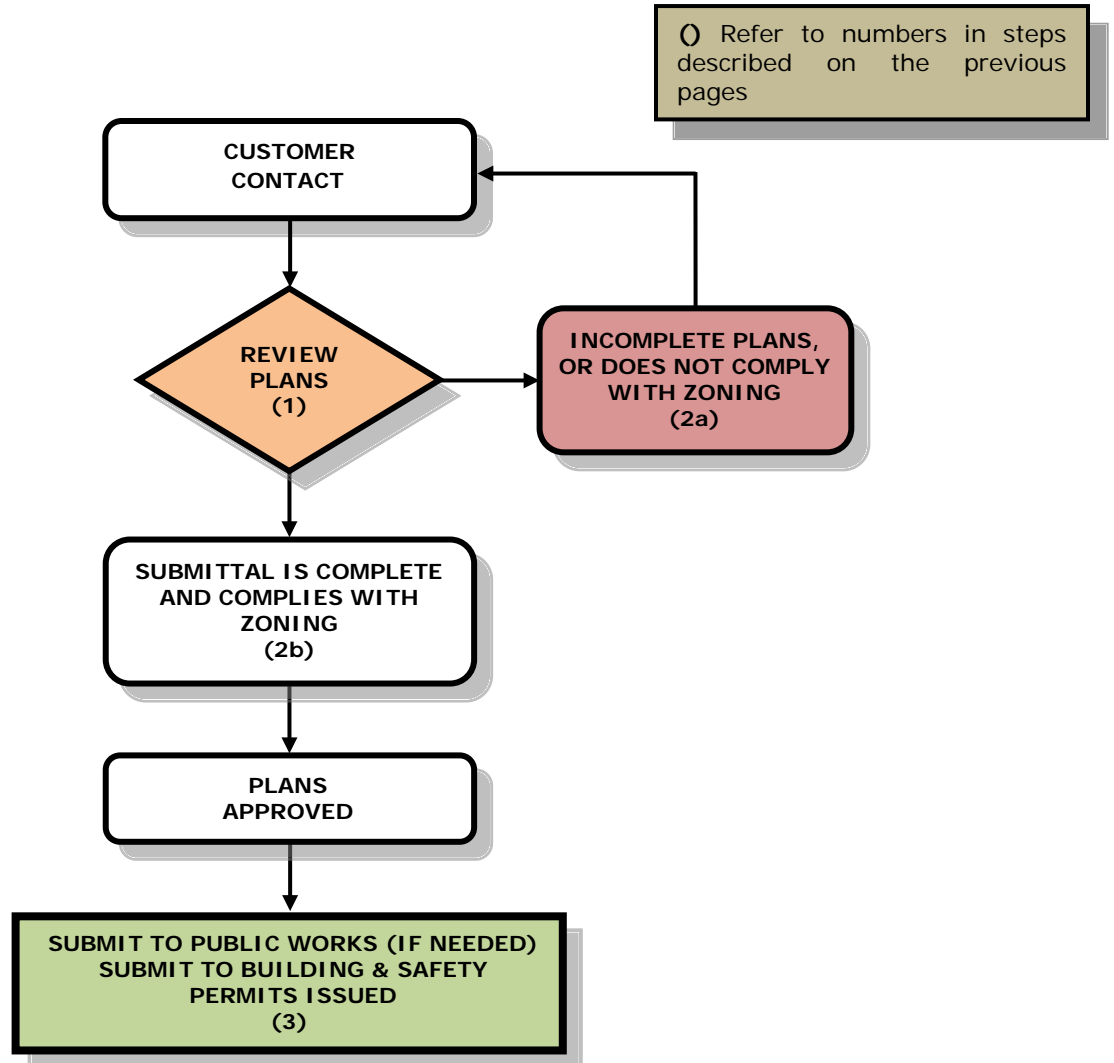 () Refer to numbers in steps
described on the previous
pages
CUSTOMER
CONTACT
REVIEW
PLANS
(1)
INCOMPLETE PLANS,
OR DOES NOT COMPLY
WITH ZONING
(2a)
SUBMITTAL IS COMPLETE
AND COMPLIES WITH
ZONING
(2b)
PLANS
APPROVED
SUBMIT TO PUBLIC WORKS (IF NEEDED)
SUBMIT TO BUILDING & SAFETY
PERMITS ISSUED
(3)